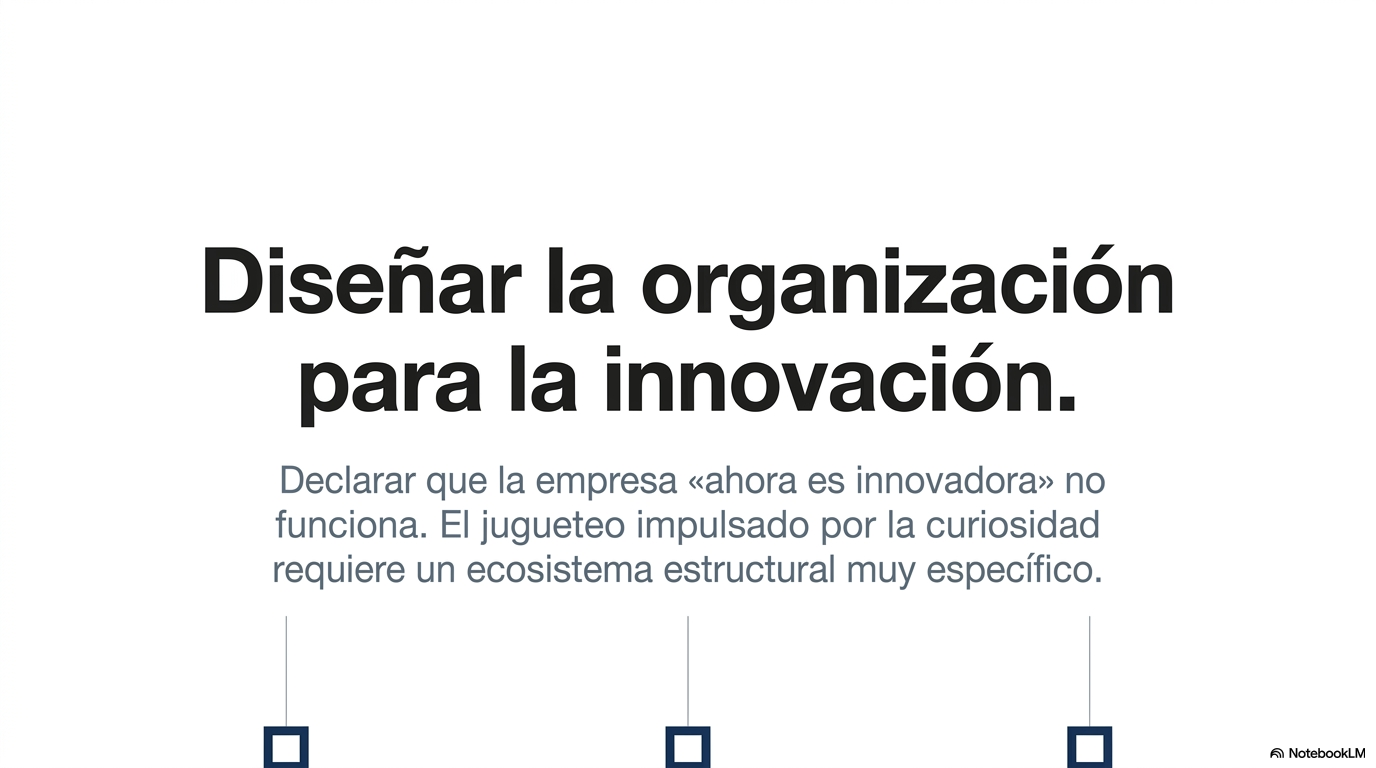 Diseñar la organización
para la innovación.
Declarar que la empresa «ahora es innovadora» no
funciona. El jugueteo impulsado por la curiosidad
requiere un ecosistema estructural muy específico.
NotebookLM